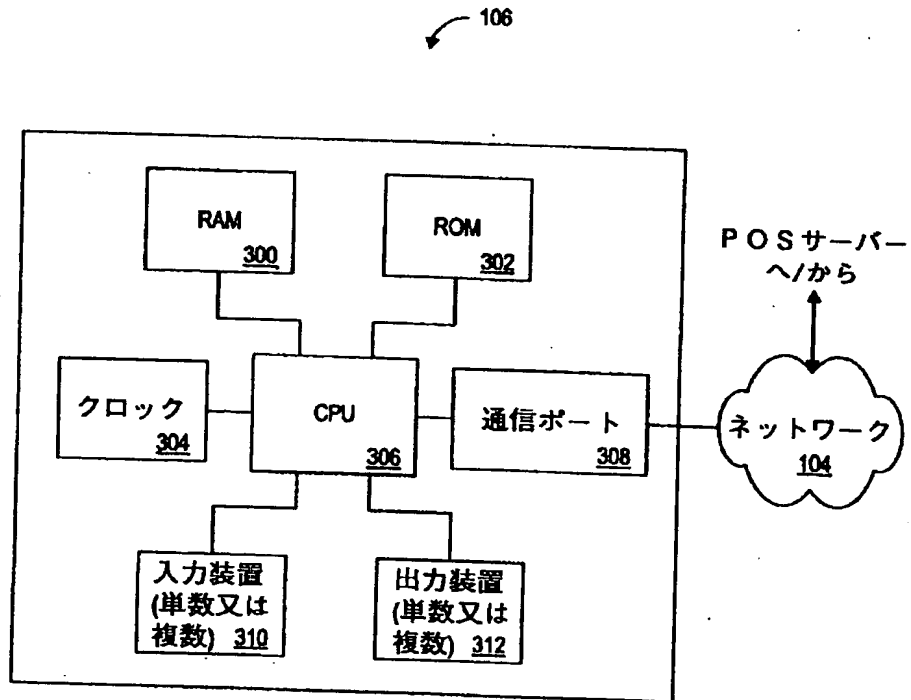 106
RAM
300
ROM
302
POSサーバー
へ/から
クロック
304
CPU
306
通信ポート
308
ネットワーク
104
入力装置
(単数又は
複数) 310
出力装置
(単数又は
複数) 312